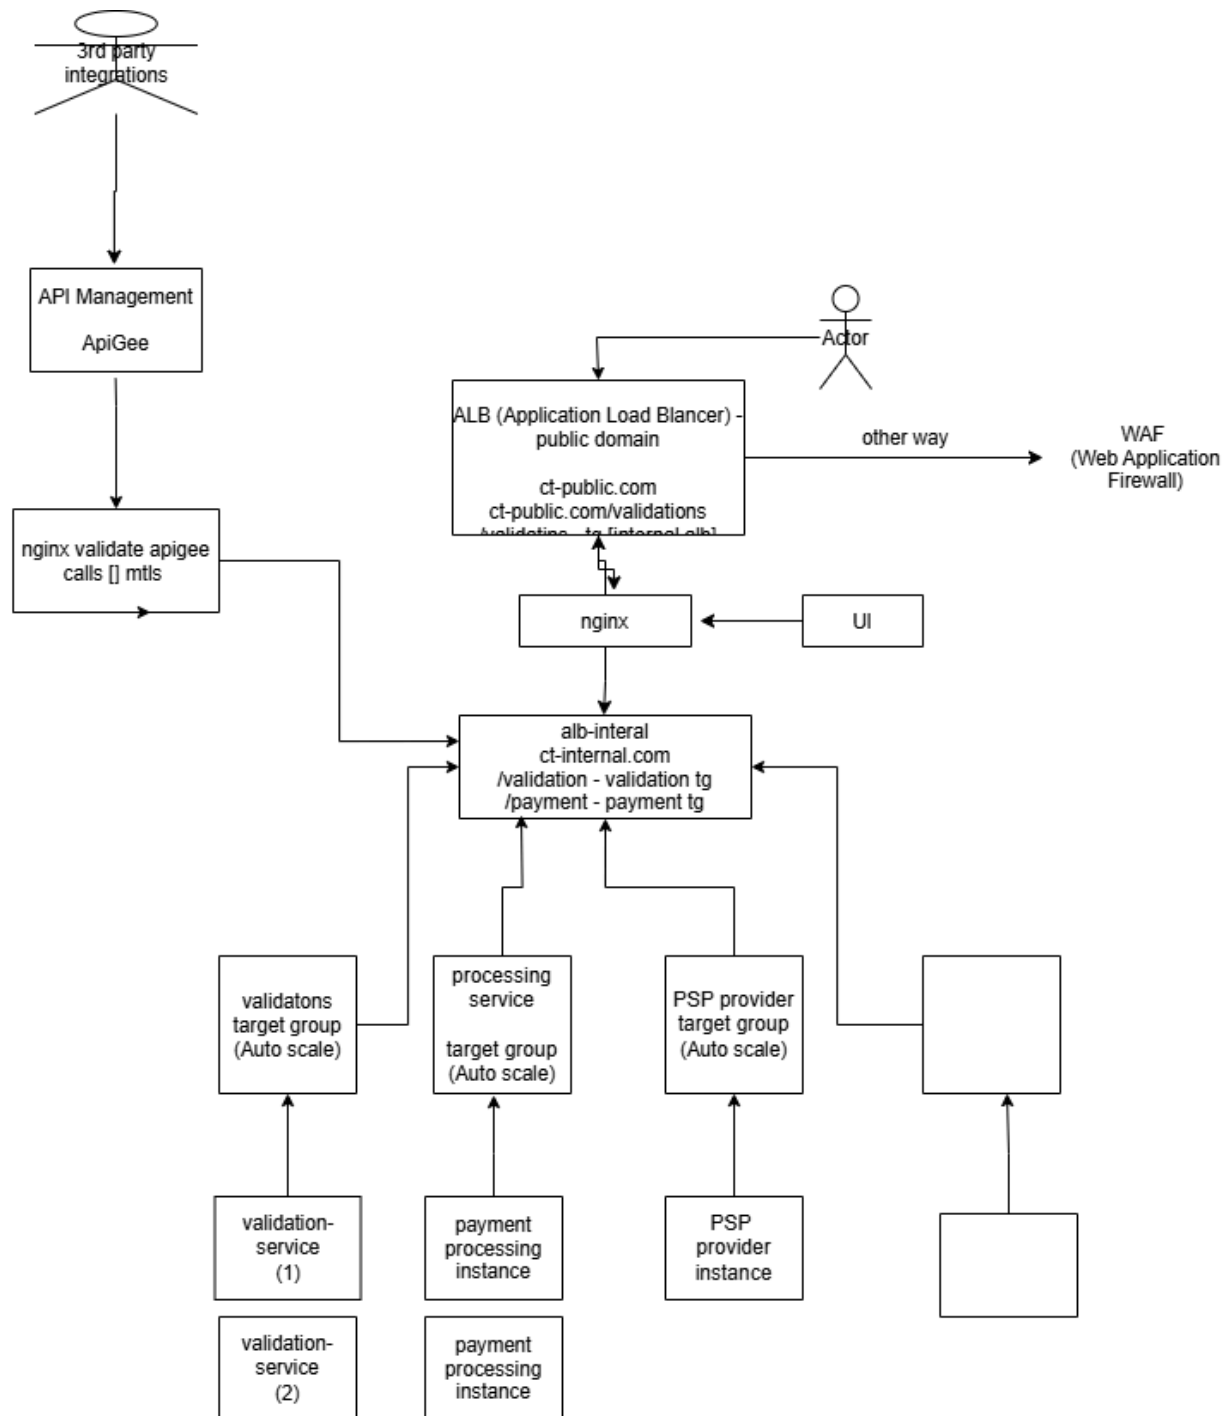 3rd party
integrations
API Management
ApiGee
Actor
ALB (Application Load Blancer) -
public domain
ct-public.com
ct-public.com/validations
/validatins - tg [internal alb]
other way
WAF
(Web Application
Firewall)
nginx validate apigee
calls [] mtls
nginx
UI
alb-interal
ct-internal.com
/validation - validation tg
/payment - payment tg
validatons
target group
(Auto scale)
processing
service
target group
(Auto scale)
PSP provider
target group
(Auto scale)
validation-
service
(1)
payment
processing
instance
PSP
provider
instance
validation-
service
(2)
payment
processing
instance